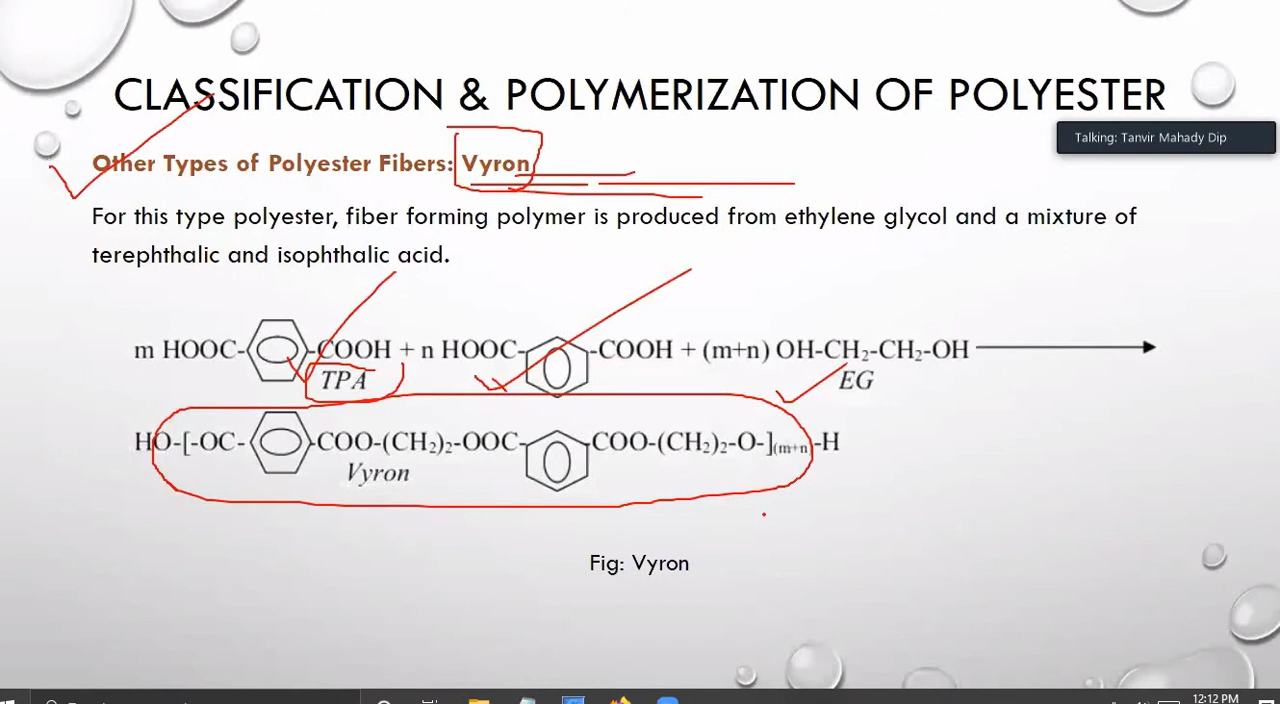 CLASSIFICATION & POLYMERIZATION OF POLYESTER
Talking: Tanvir Mahady Dip
Other Types of Polyester Fibers: Vyron
For this type polyester, fiber forming polymer is produced from ethylene glycol and a mixture of
terephthalic and isophthalic acid.
m HOOC- -COOH + n HOOC- -COOH + (m+n) OH-CH₂-CH₂-OH
TPA EG
HO-[-OC- -COO-(CH₂)₂-OOC- -COO-(CH₂)₂-O-](m+n)-H
Vyron
Fig: Vyron
12:12 PM